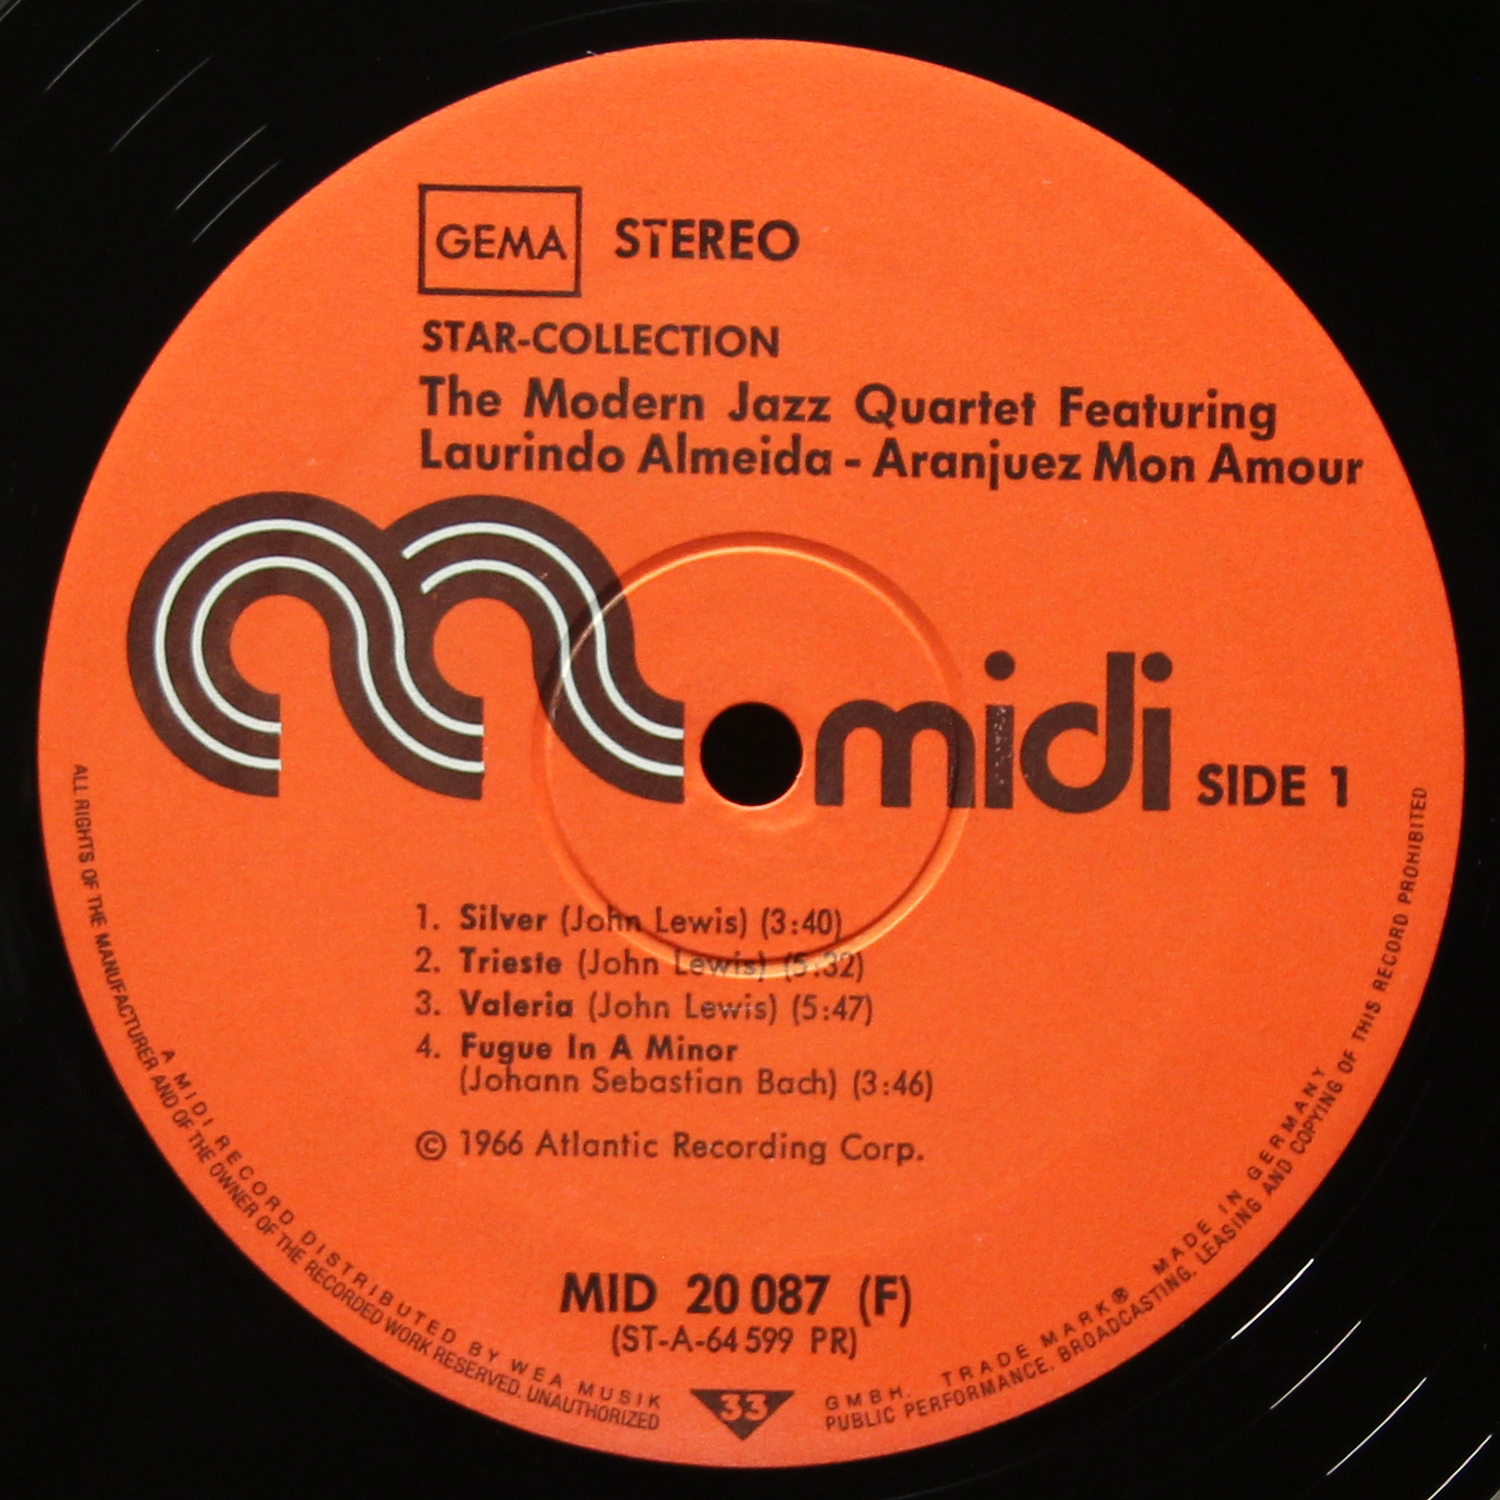 GEMA STEREO
STAR-COLLECTION
The Modern Jazz Quartet Featuring
Laurindo Almeida - Aranjuez Mon Amour
midi SIDE 1
1. Silver (John Lewis) (3:40)
2. Trieste (John Lewis) (5:32)
3. Valeria (John Lewis) (5:47)
4. Fugue In A Minor
(Johann Sebastian Bach) (3:46)
© 1966 Atlantic Recording Corp.
MID 20 087 (F)
(ST-A-64 599 PR)
33
A MIDI RECORD DISTRIBUTED BY WEA MUSIK GMBH. TRADE MARK® MADE IN GERMANY
ALL RIGHTS OF THE MANUFACTURER AND OF THE OWNER OF THE RECORDED WORK RESERVED. UNAUTHORIZED PUBLIC PERFORMANCE. BROADCASTING. LEASING AND COPYING OF THIS RECORD PROHIBITED